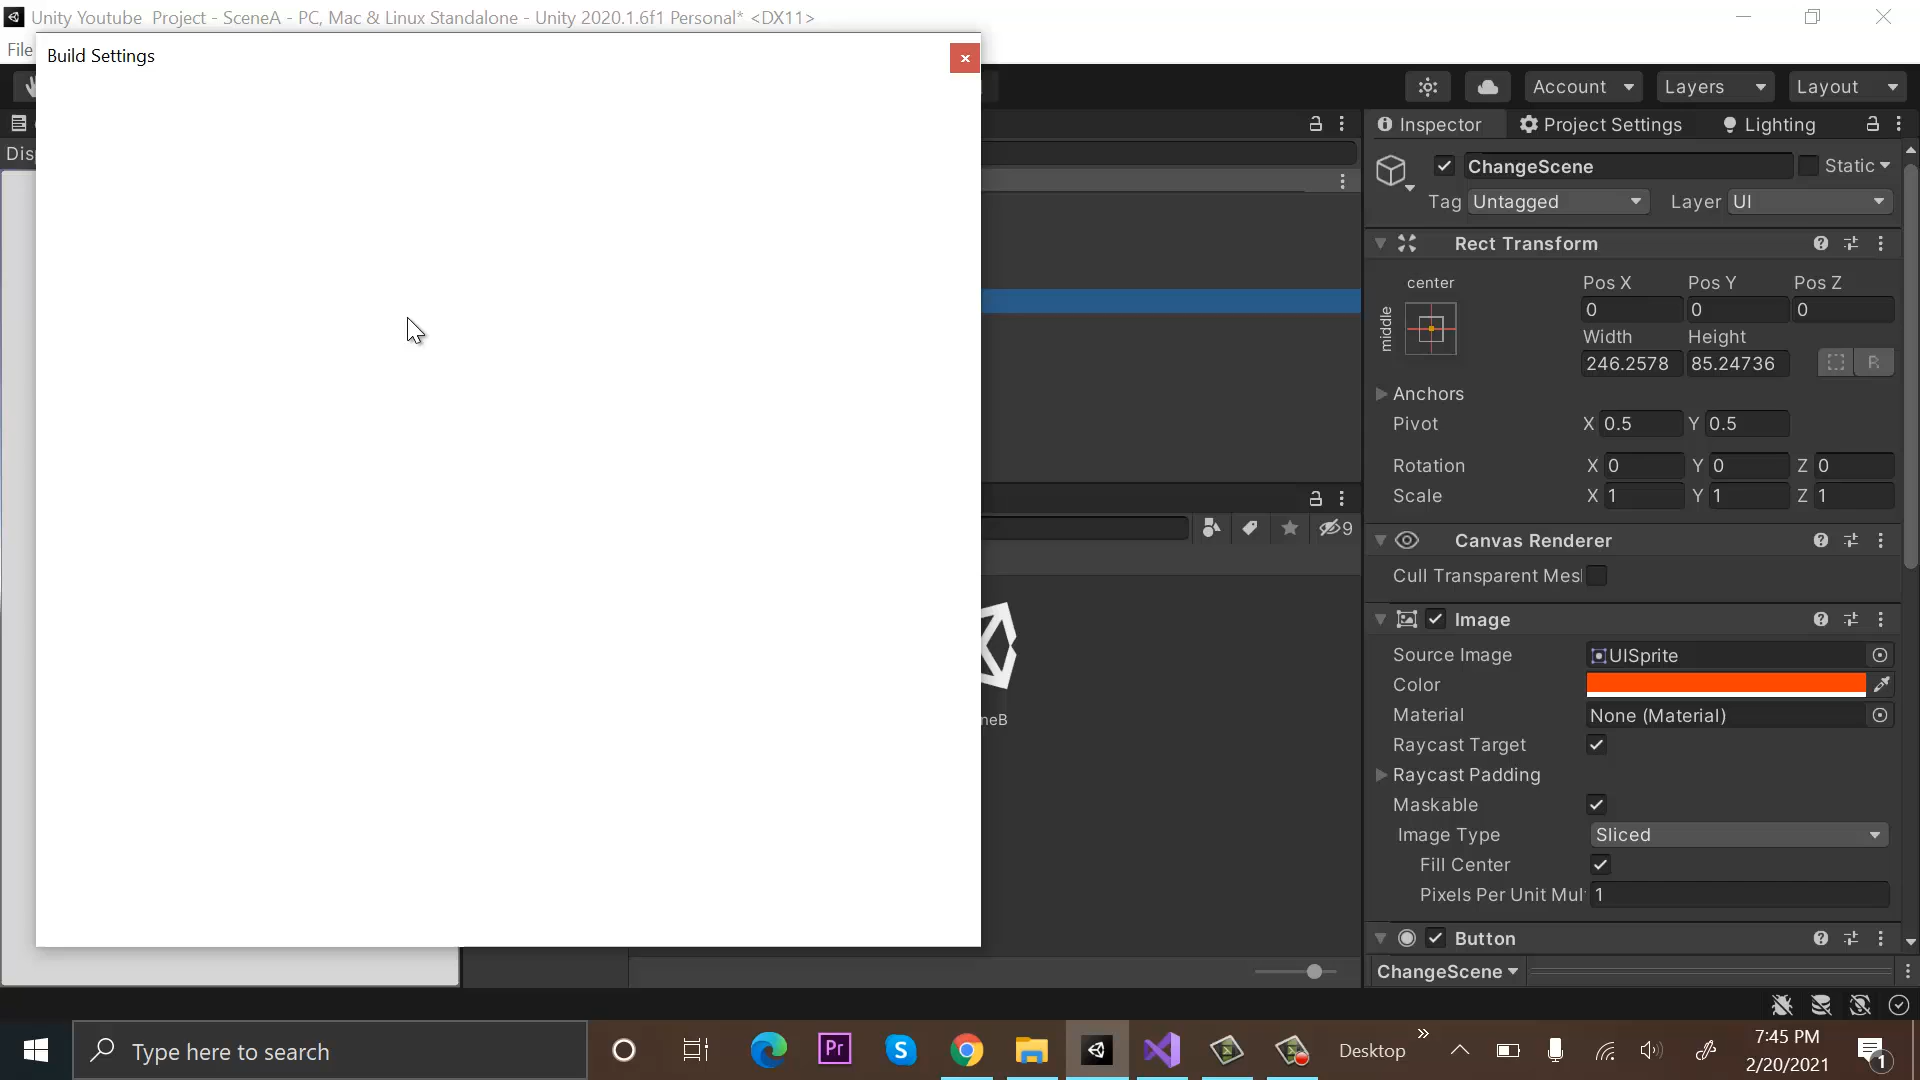 Unity Youtube Project - SceneA - PC, Mac & Linux Standalone - Unity 2020.1.6f1 Personal* <DX11>
File
Build Settings
x
Account
Layers
Layout
Inspector
Project Settings
Lighting
Dis
ChangeScene
Static
Tag Untagged
Layer UI
Rect Transform
center
middle
Pos X Pos Y Pos Z
0 0 0
Width Height
246.2578 85.24736
R
Anchors
Pivot X 0.5 Y 0.5
Rotation X 0 Y 0 Z 0
Scale X 1 Y 1 Z 1
9
Canvas Renderer
Cull Transparent Mesl
Image
Source Image UISprite
Color
Material None (Material)
neB
Raycast Target
Raycast Padding
Maskable
Image Type Sliced
Fill Center
Pixels Per Unit Mul 1
Button
ChangeScene
Type here to search
Pr
S
Desktop
7:45 PM
2/20/2021
1